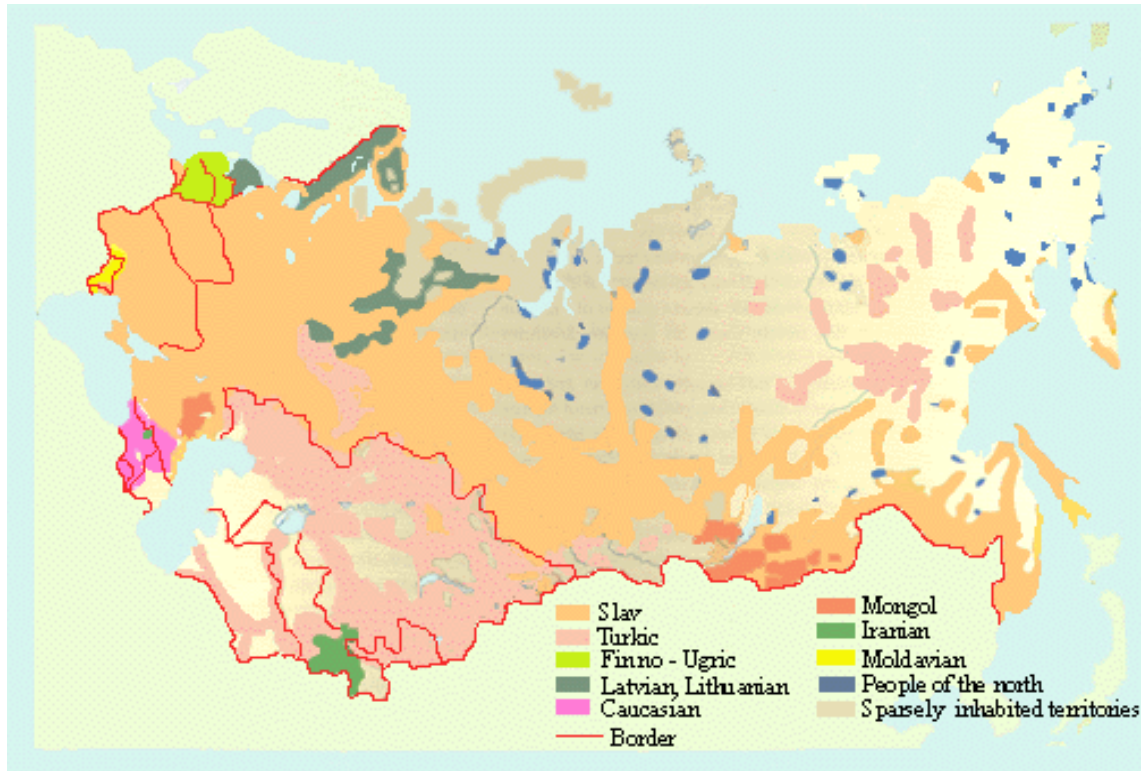 Slav
Turkic
Finno - Ugric
Latvian, Lithuanian
Caucasian
Border
Mongol
Iranian
Moldavian
People of the north
Sparsely inhabited territories